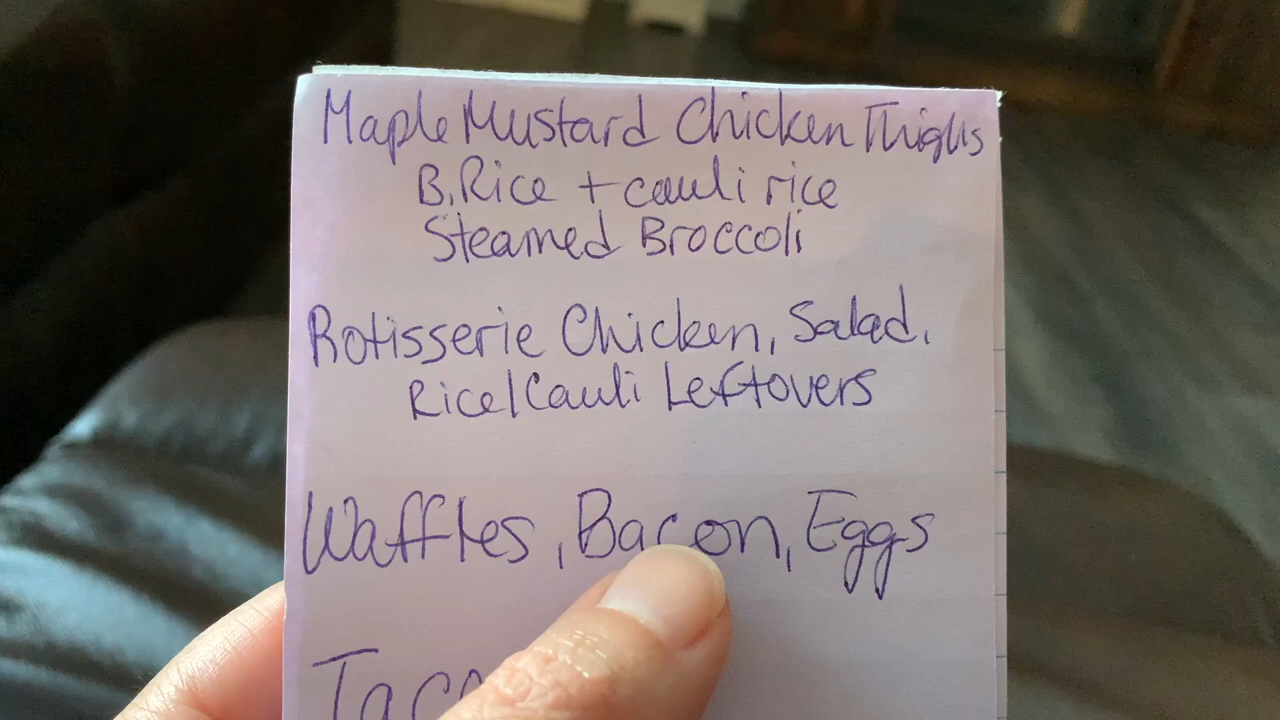 Maple Mustard Chicken Thighs
B. Rice + cauli rice
Steamed Broccoli
Rotisserie Chicken, Salad,
Rice/Cauli Leftovers
Waffles, Bacon, Eggs